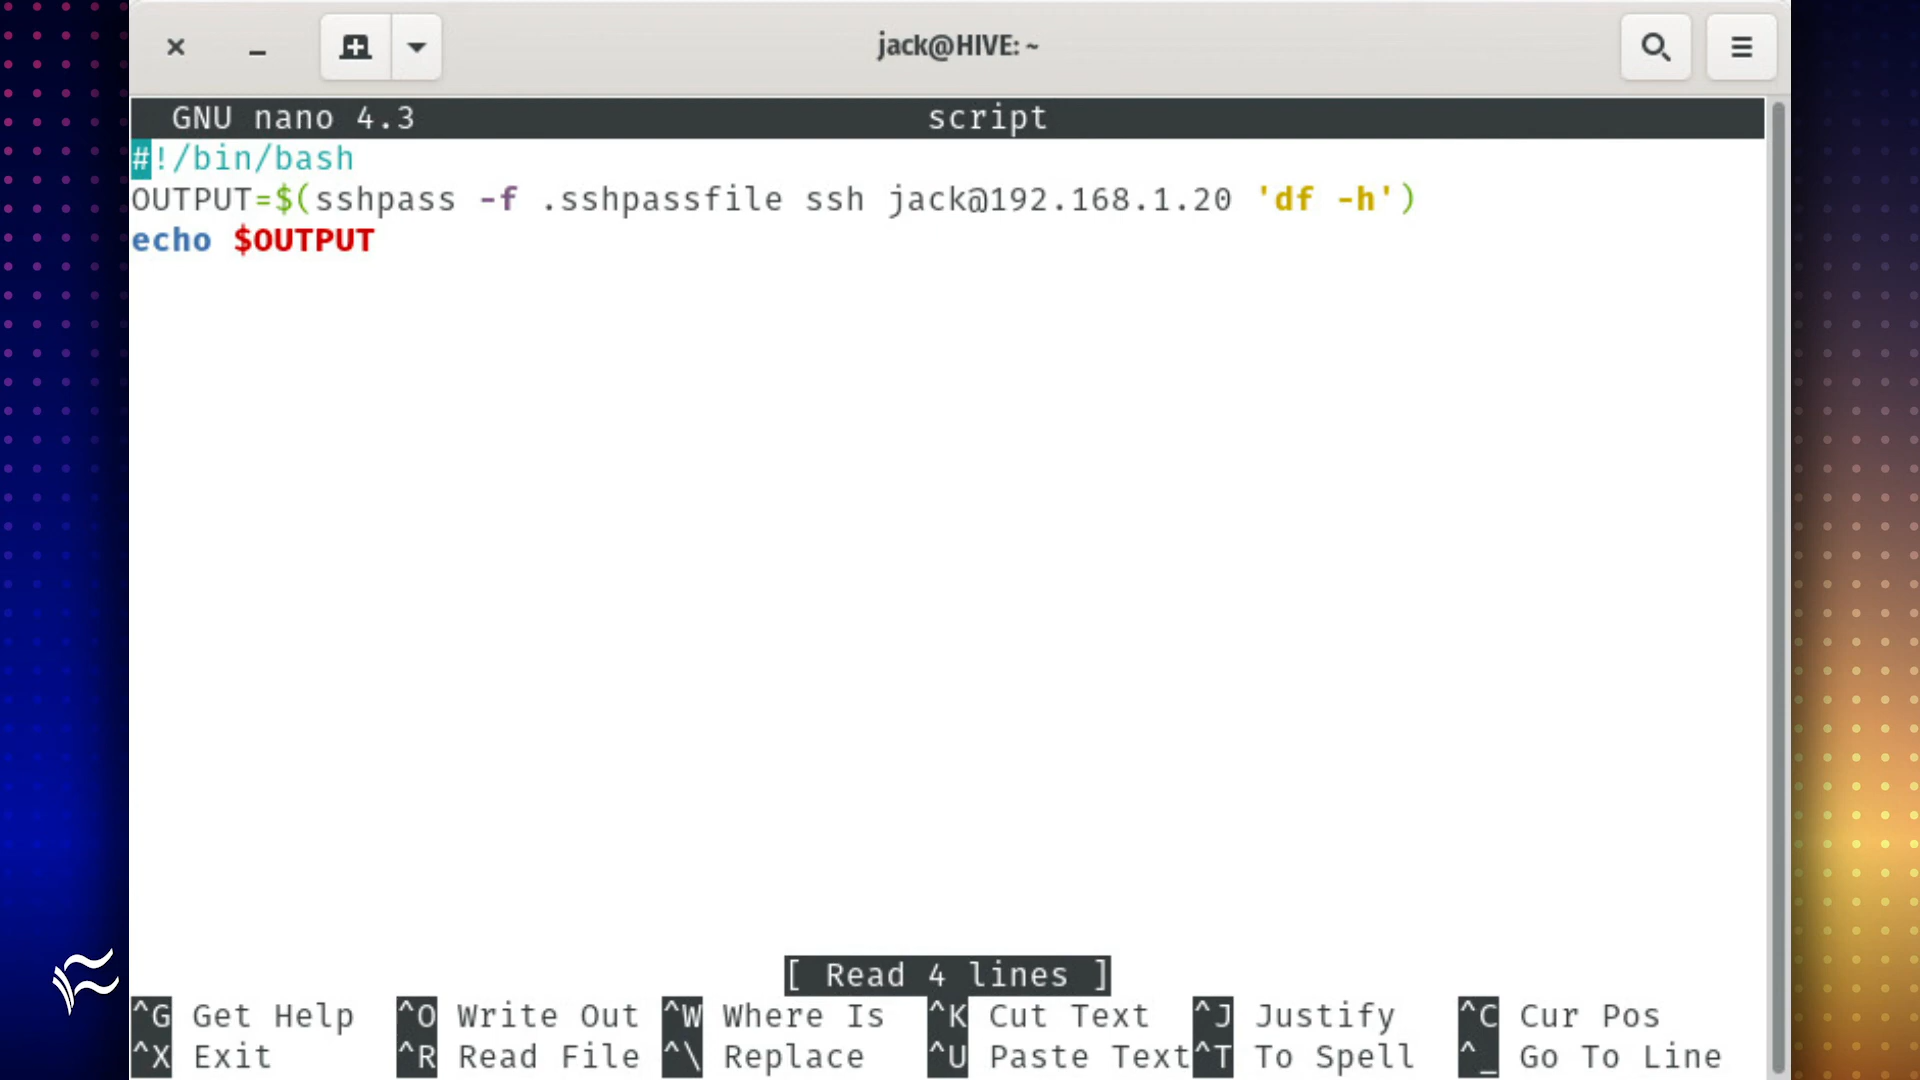 jack@HIVE: ~
GNU nano 4.3 script
#!/bin/bash
OUTPUT=$(sshpass -f .sshpassfile ssh jack@192.168.1.20 'df -h')
echo $OUTPUT
[ Read 4 lines ]
^G Get Help ^O Write Out ^W Where Is ^K Cut Text ^J Justify ^C Cur Pos
^X Exit ^R Read File ^\ Replace ^U Paste Text ^T To Spell ^_ Go To Line